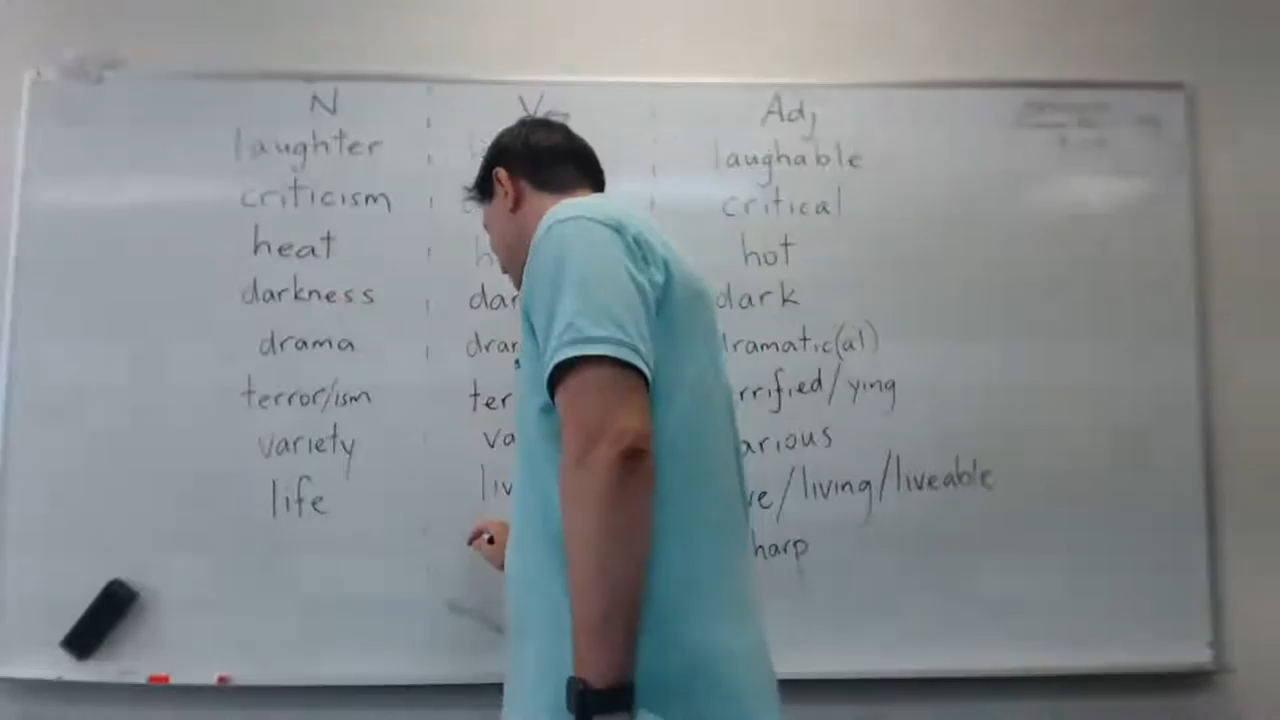 N V Adj
laughter laughable
criticism critical
heat h hot
darkness dar dark
drama dram dramatic(al)
terror/ism ter rrified/ying
variety va arious
life liv ve/living/liveable
harp